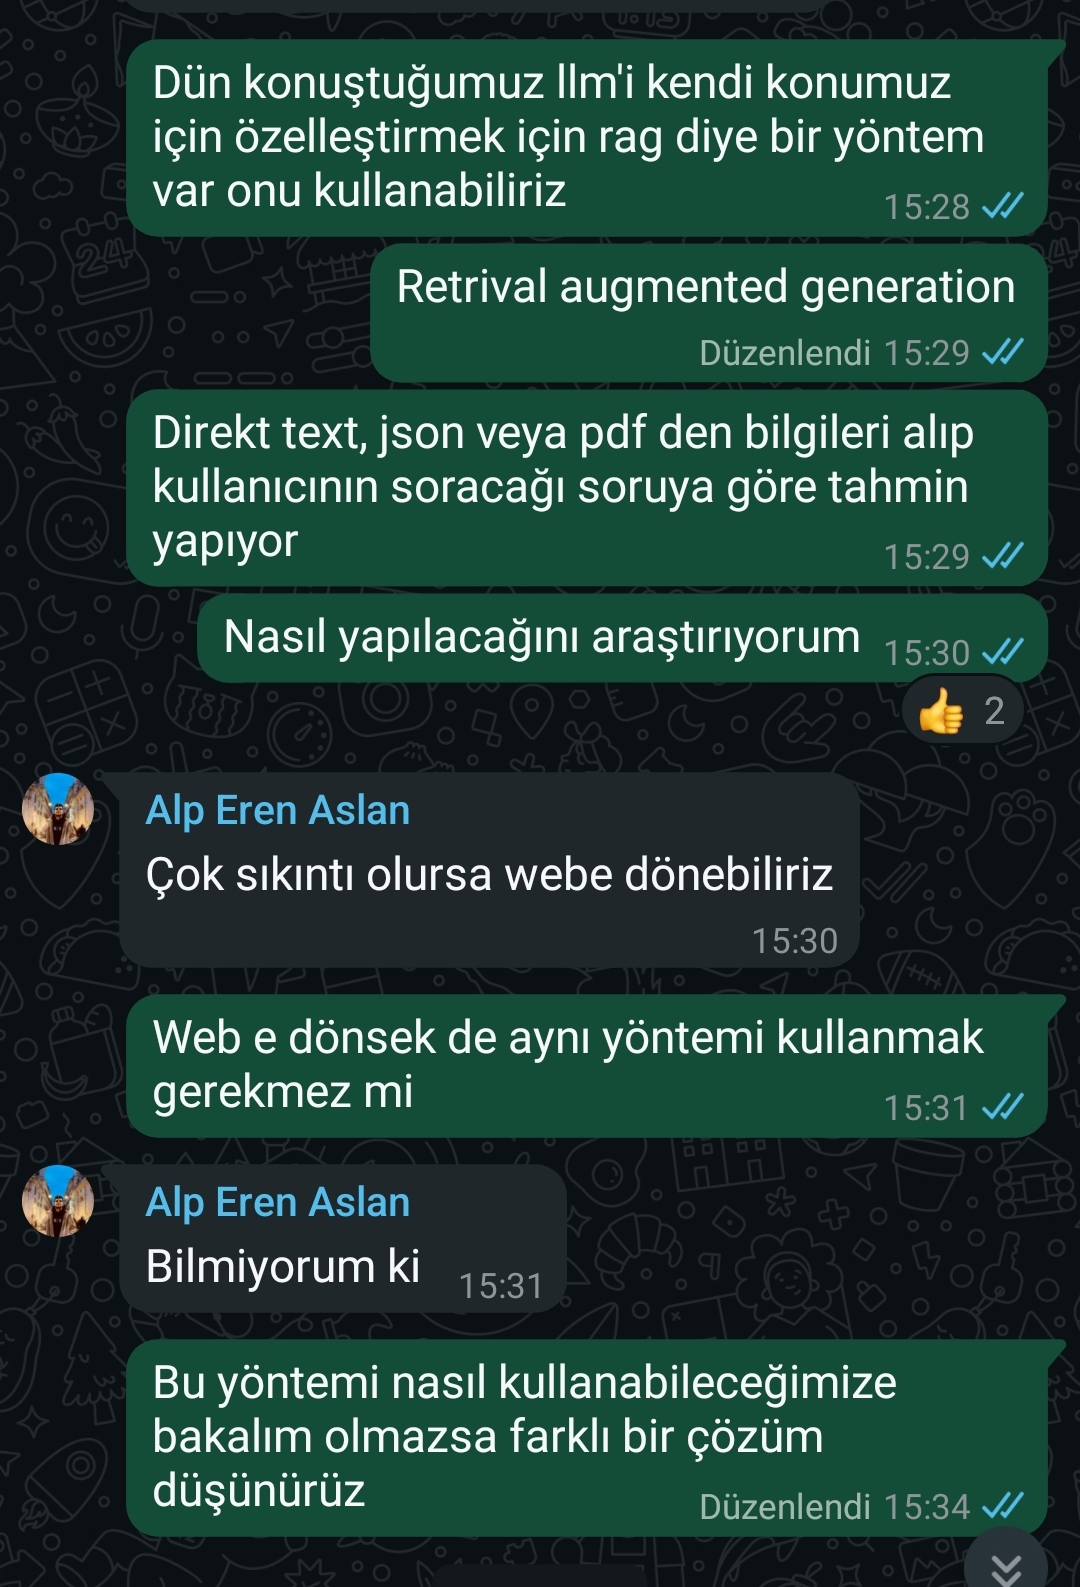 Dün konuştuğumuz llm'i kendi konumuz
için özelleştirmek için rag diye bir yöntem
var onu kullanabiliriz
15:28
Retrival augmented generation
Düzenlendi 15:29
Direkt text, json veya pdf den bilgileri alıp
kullanıcının soracağı soruya göre tahmin
yapıyor
15:29
Nasıl yapılacağını araştırıyorum 15:30
👍 2
Alp Eren Aslan
Çok sıkıntı olursa webe dönebiliriz
15:30
Web e dönsek de aynı yöntemi kullanmak
gerekmez mi
15:31
Alp Eren Aslan
Bilmiyorum ki 15:31
Bu yöntemi nasıl kullanabileceğimize
bakalım olmazsa farklı bir çözüm
düşünürüz
Düzenlendi 15:34